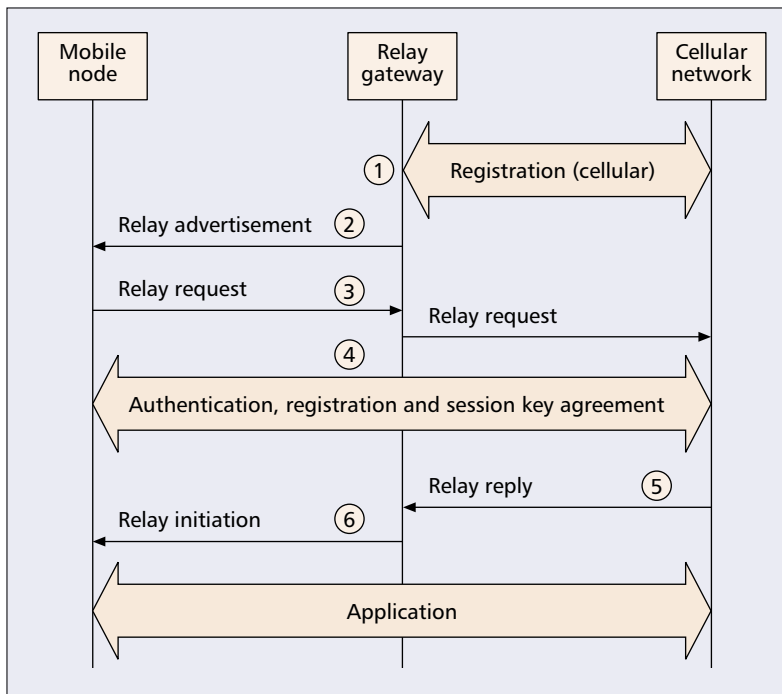 Mobile
node
Relay
gateway
Cellular
network
1
Registration (cellular)
Relay advertisement
2
Relay request
3
Relay request
4
Authentication, registration and session key agreement
Relay reply
5
Relay initiation
6
Application